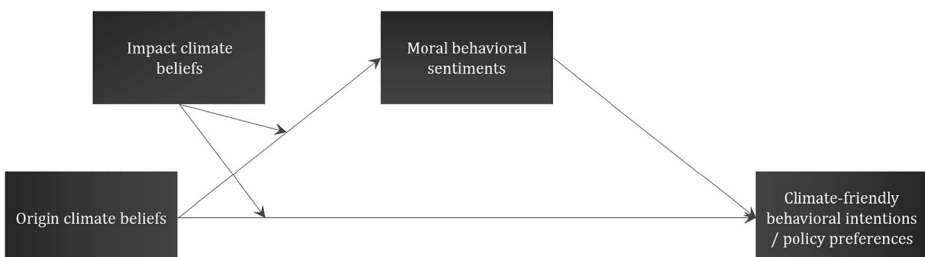 Impact climate
beliefs
Moral behavioral
sentiments
Origin climate beliefs
Climate-friendly
behavioral intentions
/ policy preferences